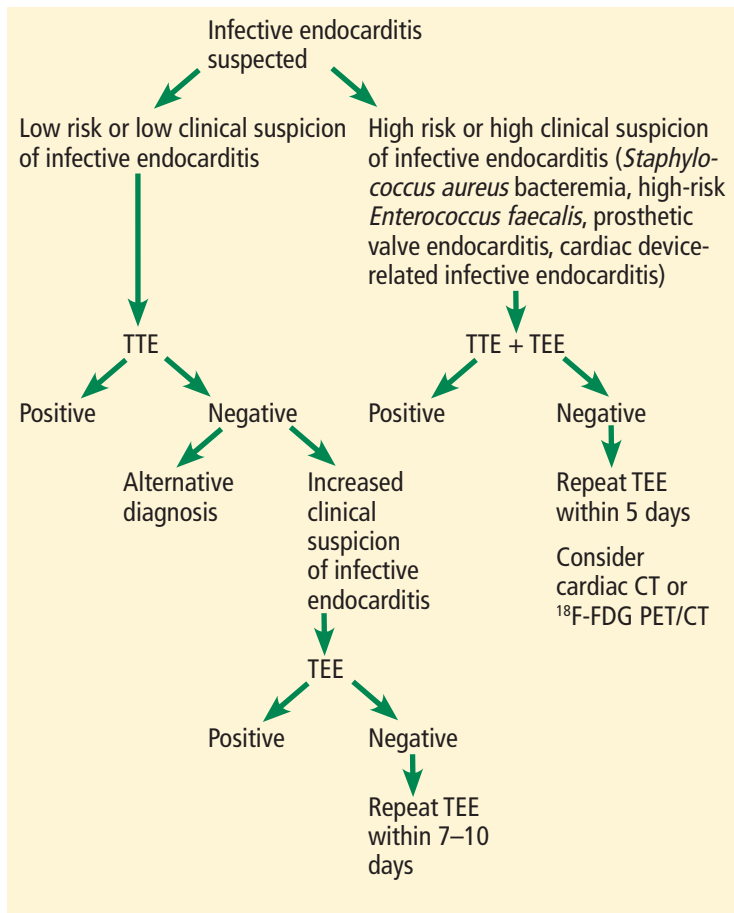 Infective endocarditis
suspected
Low risk or low clinical suspicion
of infective endocarditis
High risk or high clinical suspicion
of infective endocarditis (Staphylo-
coccus aureus bacteremia, high-risk
Enterococcus faecalis, prosthetic
valve endocarditis, cardiac device-
related infective endocarditis)
TTE
Positive
Negative
Alternative
diagnosis
Increased
clinical
suspicion
of infective
endocarditis
TEE
Positive
Negative
Repeat TEE
within 7–10
days
TTE + TEE
Positive
Negative
Repeat TEE
within 5 days
Consider
cardiac CT or
¹⁸F-FDG PET/CT